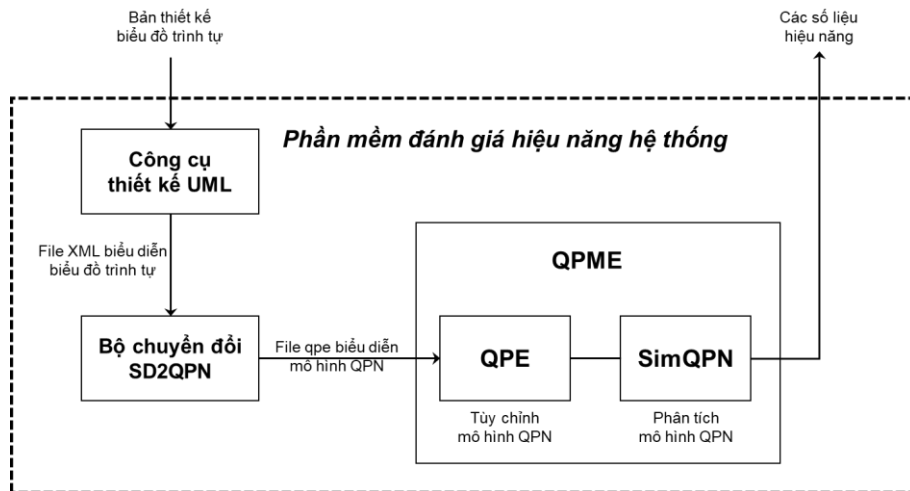 Bản thiết kế
biểu đồ trình tự
Các số liệu
hiệu năng
Phần mềm đánh giá hiệu năng hệ thống
Công cụ
thiết kế UML
File XML biểu diễn
biểu đồ trình tự
QPME
Bộ chuyển đổi
SD2QPN
File qpe biểu diễn
mô hình QPN
QPE
SimQPN
Tùy chỉnh
mô hình QPN
Phân tích
mô hình QPN